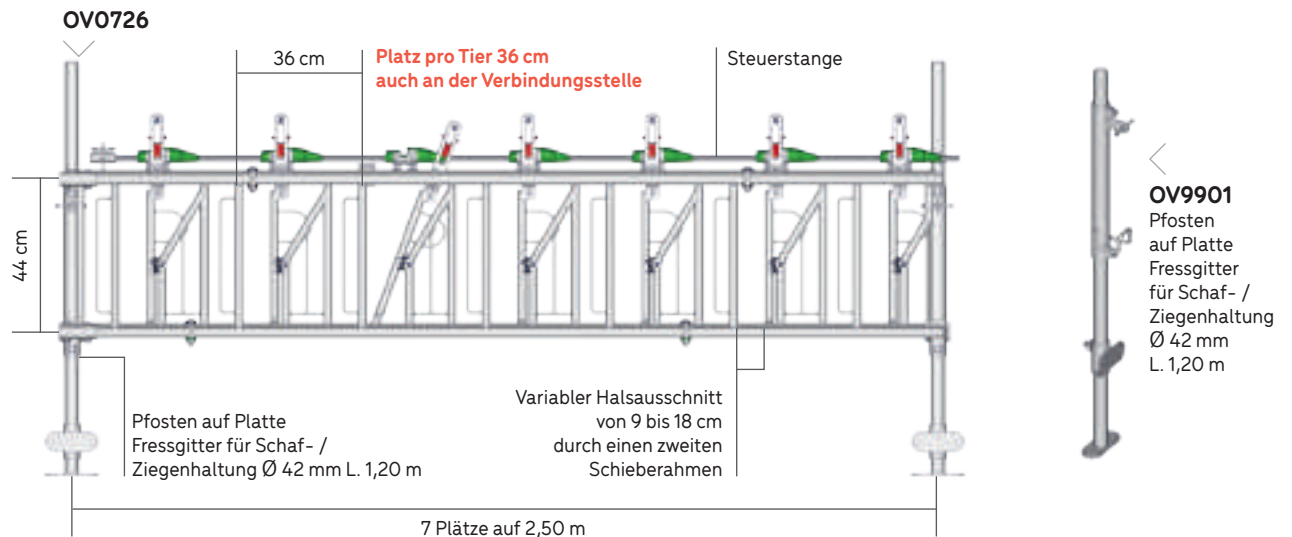 OV0726
36 cm
Platz pro Tier 36 cm
auch an der Verbindungsstelle
Steuerstange
44 cm
OV9901
Pfosten
auf Platte
Fressgitter
für Schaf- /
Ziegenhaltung
Ø 42 mm
L. 1,20 m
Pfosten auf Platte
Fressgitter für Schaf- /
Ziegenhaltung Ø 42 mm L. 1,20 m
Variabler Halsausschnitt
von 9 bis 18 cm
durch einen zweiten
Schieberahmen
7 Plätze auf 2,50 m